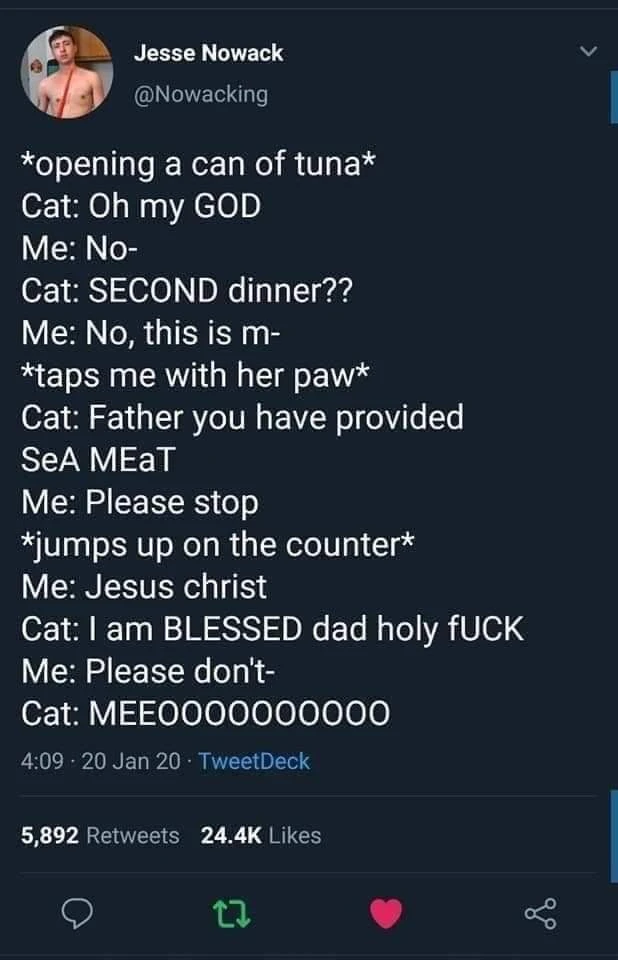 Jesse Nowack
@Nowacking
*opening a can of tuna*
Cat: Oh my GOD
Me: No-
Cat: SECOND dinner??
Me: No, this is m-
*taps me with her paw*
Cat: Father you have provided
SeA MEaT
Me: Please stop
*jumps up on the counter*
Me: Jesus christ
Cat: I am BLESSED dad holy fUCK
Me: Please don't-
Cat: MEEOOOOOOOOOO
4:09 · 20 Jan 20 · TweetDeck
5,892 Retweets 24.4K Likes